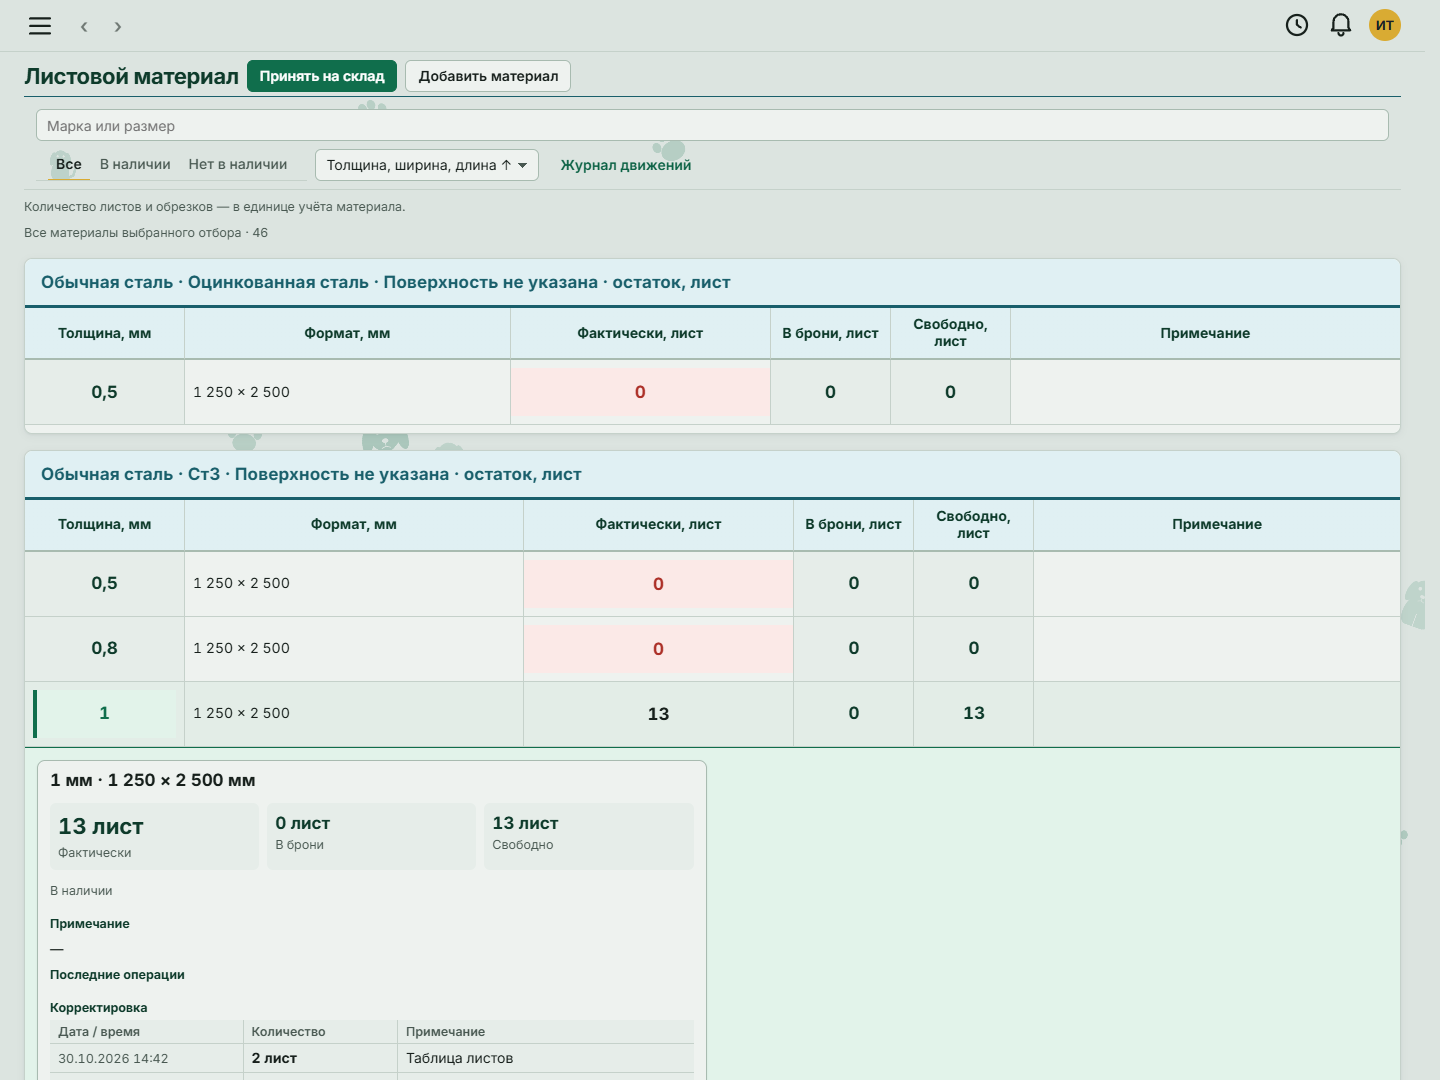 ИТ
Листовой материал
Принять на склад
Добавить материал
Марка или размер
Все
В наличии
Нет в наличии
Толщина, ширина, длина ↑
Журнал движений
Количество листов и обрезков — в единице учёта материала.
Все материалы выбранного отбора · 46
Обычная сталь · Оцинкованная сталь · Поверхность не указана · остаток, лист
Толщина, мм
Формат, мм
Фактически, лист
В брони, лист
Свободно,
лист
Примечание
0,5
1 250 × 2 500
0
0
0
Обычная сталь · Ст3 · Поверхность не указана · остаток, лист
Толщина, мм
Формат, мм
Фактически, лист
В брони, лист
Свободно,
лист
Примечание
0,5
1 250 × 2 500
0
0
0
0,8
1 250 × 2 500
0
0
0
1
1 250 × 2 500
13
0
13
1 мм · 1 250 × 2 500 мм
13 лист
Фактически
0 лист
В брони
13 лист
Свободно
В наличии
Примечание
—
Последние операции
Корректировка
Дата / время
Количество
Примечание
30.10.2026 14:42
2 лист
Таблица листов